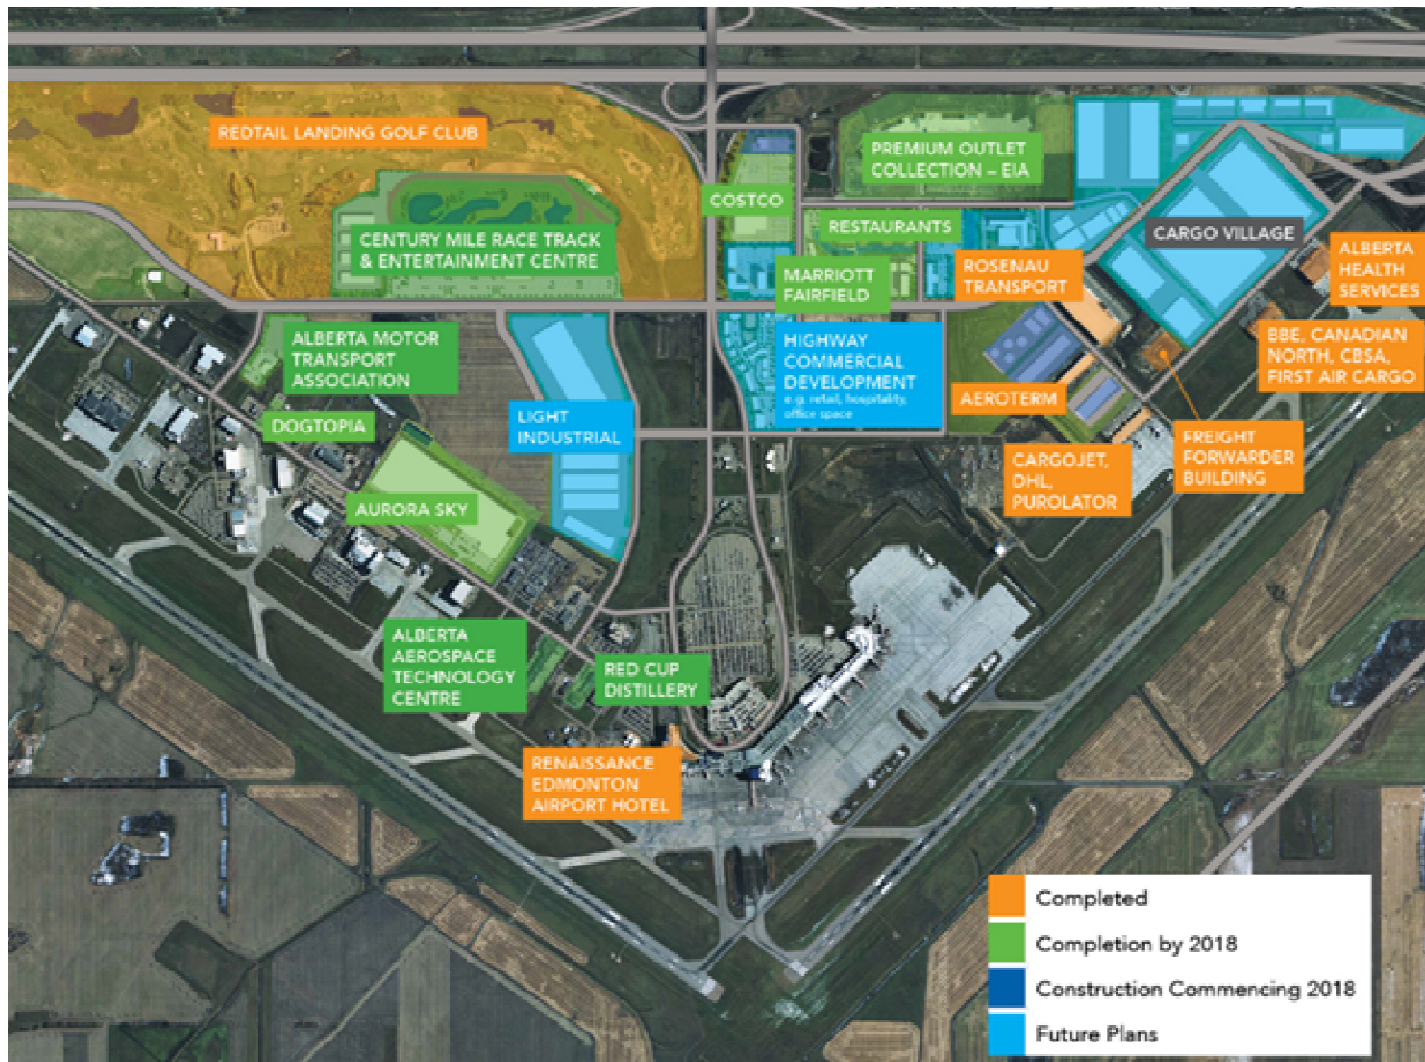 REDTAIL LANDING GOLF CLUB
PREMIUM OUTLET
COLLECTION – EIA
COSTCO
RESTAURANTS
CENTURY MILE RACE TRACK
& ENTERTAINMENT CENTRE
CARGO VILLAGE
MARRIOTT
FAIRFIELD
ROSENAU
TRANSPORT
ALBERTA
HEALTH
SERVICES
ALBERTA MOTOR
TRANSPORT
ASSOCIATION
HIGHWAY
COMMERCIAL
DEVELOPMENT
e.g. retail, hospitality,
office space
BBE, CANADIAN
NORTH, CBSA,
FIRST AIR CARGO
DOGTOPIA
LIGHT
INDUSTRIAL
AEROTERM
CARGOJET,
DHL,
PUROLATOR
FREIGHT
FORWARDER
BUILDING
AURORA SKY
ALBERTA
AEROSPACE
TECHNOLOGY
CENTRE
RED CUP
DISTILLERY
RENAISSANCE
EDMONTON
AIRPORT HOTEL
Completed
Completion by 2018
Construction Commencing 2018
Future Plans